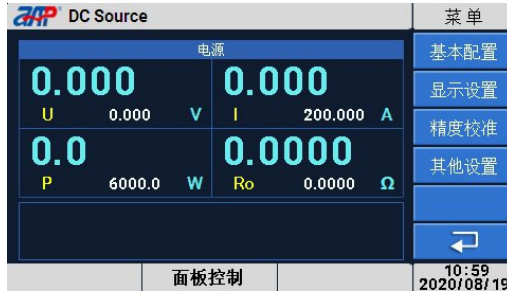 AAP DC Source
菜单
电源
基本配置
0.000 0.000
显示设置
U 0.000 V I 200.000 A
精度校准
0.0 0.0000
其他设置
P 6000.0 W Ro 0.0000 Ω
面板控制
10:59
2020/08/19